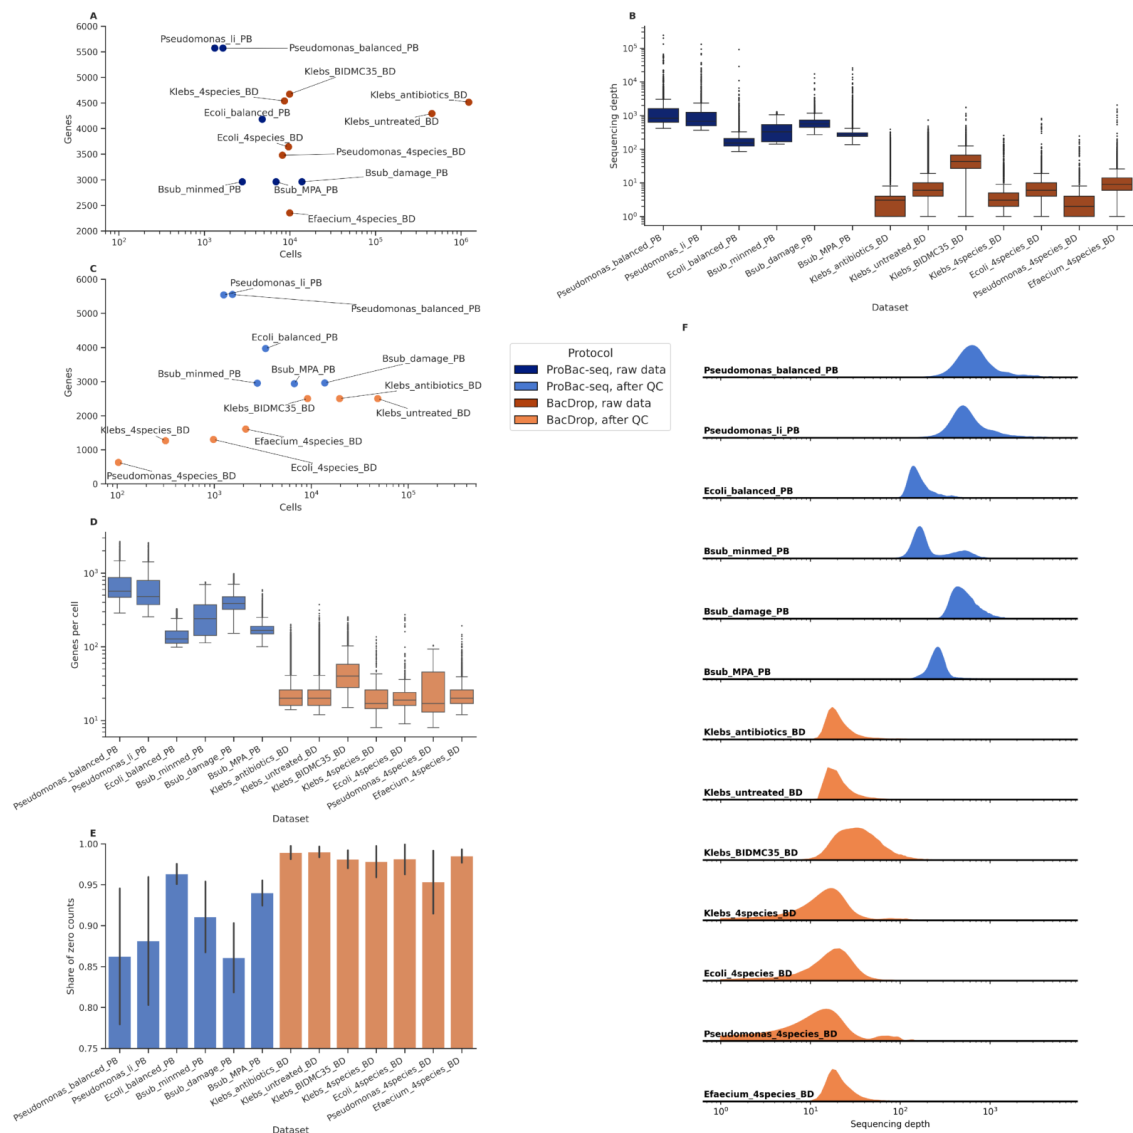 A
6000
5500
5000
4500
4000
3500
3000
2500
2000
Genes
Pseudomonas_li_PB
Pseudomonas_balanced_PB
Klebs_BIDMC35_BD
Klebs_4species_BD
Klebs_antibiotics_BD
Ecoli_balanced_PB
Klebs_untreated_BD
Ecoli_4species_BD
Pseudomonas_4species_BD
Bsub_damage_PB
Bsub_minmed_PB
Bsub_MPA_PB
Efaecium_4species_BD
10² 10³ 10⁴ 10⁵ 10⁶
Cells
B
10⁵
10⁴
10³
10²
10¹
10⁰
Sequencing depth
Pseudomonas_balanced_PB
Pseudomonas_li_PB
Ecoli_balanced_PB
Bsub_minmed_PB
Bsub_damage_PB
Bsub_MPA_PB
Klebs_antibiotics_BD
Klebs_untreated_BD
Klebs_BIDMC35_BD
Klebs_4species_BD
Ecoli_4species_BD
Pseudomonas_4species_BD
Efaecium_4species_BD
Dataset
C
6000
5000
4000
3000
2000
1000
0
Genes
Pseudomonas_li_PB
Pseudomonas_balanced_PB
Ecoli_balanced_PB
Bsub_damage_PB
Bsub_minmed_PB
Bsub_MPA_PB
Klebs_antibiotics_BD
Klebs_BIDMC35_BD
Klebs_untreated_BD
Klebs_4species_BD
Efaecium_4species_BD
Ecoli_4species_BD
Pseudomonas_4species_BD
10² 10³ 10⁴ 10⁵
Cells
Protocol
ProBac-seq, raw data
ProBac-seq, after QC
BacDrop, raw data
BacDrop, after QC
D
10³
10²
10¹
Genes per cell
Pseudomonas_balanced_PB
Pseudomonas_li_PB
Ecoli_balanced_PB
Bsub_minmed_PB
Bsub_damage_PB
Bsub_MPA_PB
Klebs_antibiotics_BD
Klebs_untreated_BD
Klebs_BIDMC35_BD
Klebs_4species_BD
Ecoli_4species_BD
Pseudomonas_4species_BD
Efaecium_4species_BD
Dataset
E
1.00
0.95
0.90
0.85
0.80
0.75
Share of zero counts
Pseudomonas_balanced_PB
Pseudomonas_li_PB
Ecoli_balanced_PB
Bsub_minmed_PB
Bsub_damage_PB
Bsub_MPA_PB
Klebs_antibiotics_BD
Klebs_untreated_BD
Klebs_BIDMC35_BD
Klebs_4species_BD
Ecoli_4species_BD
Pseudomonas_4species_BD
Efaecium_4species_BD
Dataset
F
Pseudomonas_balanced_PB
Pseudomonas_li_PB
Ecoli_balanced_PB
Bsub_minmed_PB
Bsub_damage_PB
Bsub_MPA_PB
Klebs_antibiotics_BD
Klebs_untreated_BD
Klebs_BIDMC35_BD
Klebs_4species_BD
Ecoli_4species_BD
Pseudomonas_4species_BD
Efaecium_4species_BD
10⁰ 10¹ 10² 10³
Sequencing depth